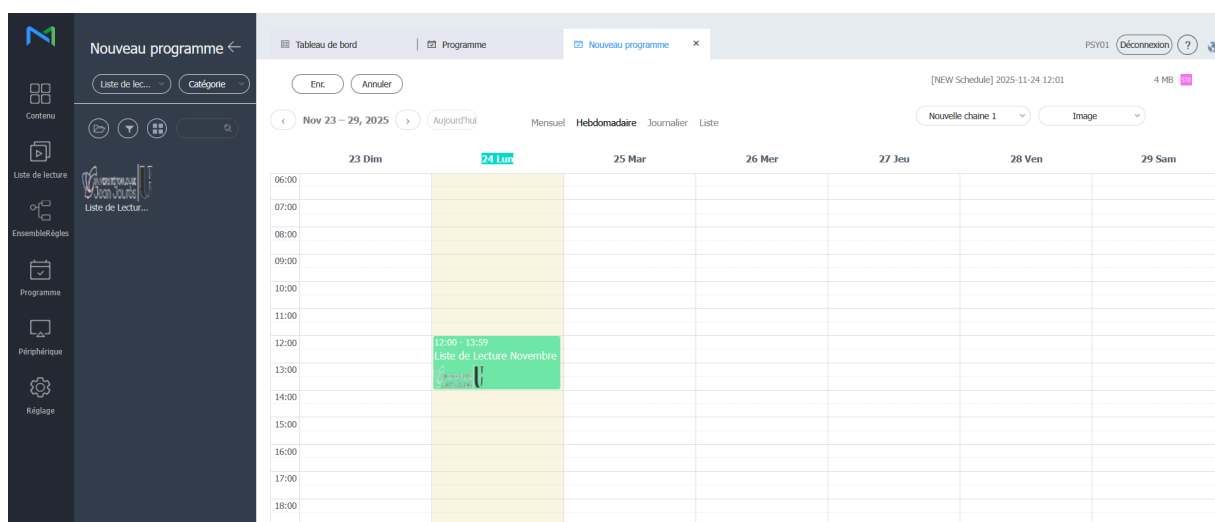 Nouveau programme
Liste de lec...
Catégorie
Contenu
Liste de lecture
EnsembleRègles
Programme
Périphérique
Réglage
Liste de Lectur...
Tableau de bord
Programme
Nouveau programme
PSY01
Déconnexion
?
Enr.
Annuler
[NEW Schedule] 2025-11-24 12:01
4 MB
Nov 23 – 29, 2025
Aujourd'hui
Mensuel
Hebdomadaire
Journalier
Liste
Nouvelle chaine 1
Image
23 Dim
24 Lun
25 Mar
26 Mer
27 Jeu
28 Ven
29 Sam
06:00
07:00
08:00
09:00
10:00
11:00
12:00
13:00
14:00
15:00
16:00
17:00
18:00
12:00 - 13:59
Liste de Lecture Novembre